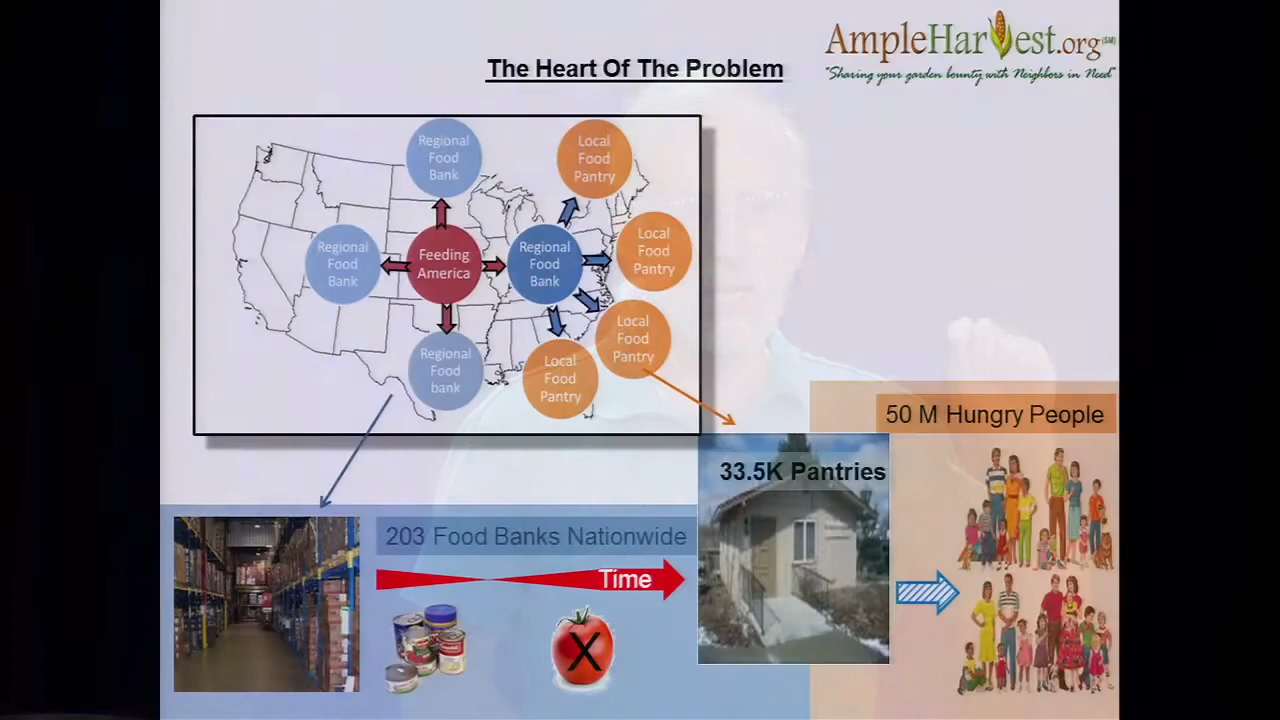 AmpleHarvest.org(SM)
"Sharing your garden bounty with Neighbors in Need"
The Heart Of The Problem
Regional
Food
Bank
Local
Food
Pantry
Regional
Food
Bank
Feeding
America
Regional
Food
Bank
Local
Food
Pantry
Local
Food
Pantry
Regional
Food
bank
Local
Food
Pantry
50 M Hungry People
33.5K Pantries
203 Food Banks Nationwide
Time
X